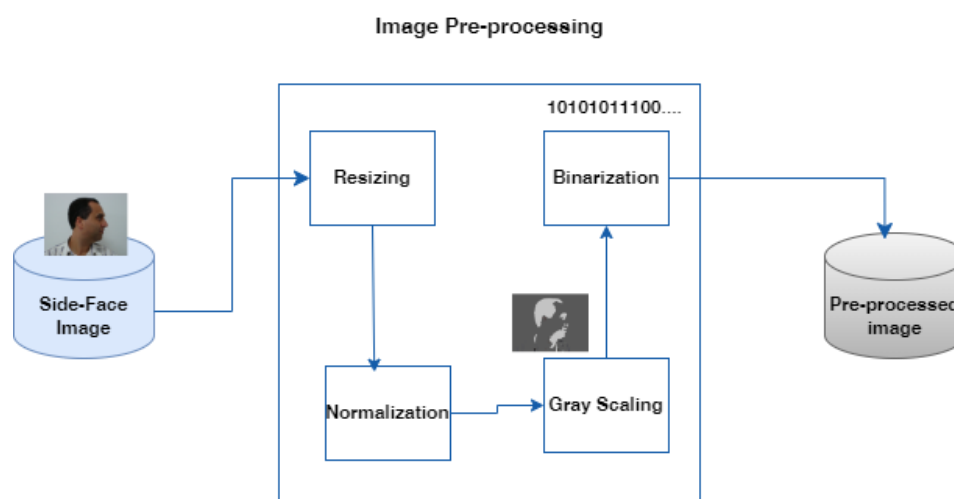 Image Pre-processing
10101011100....
Resizing
Binarization
Side-Face
Image
Pre-processed
image
Normalization
Gray Scaling